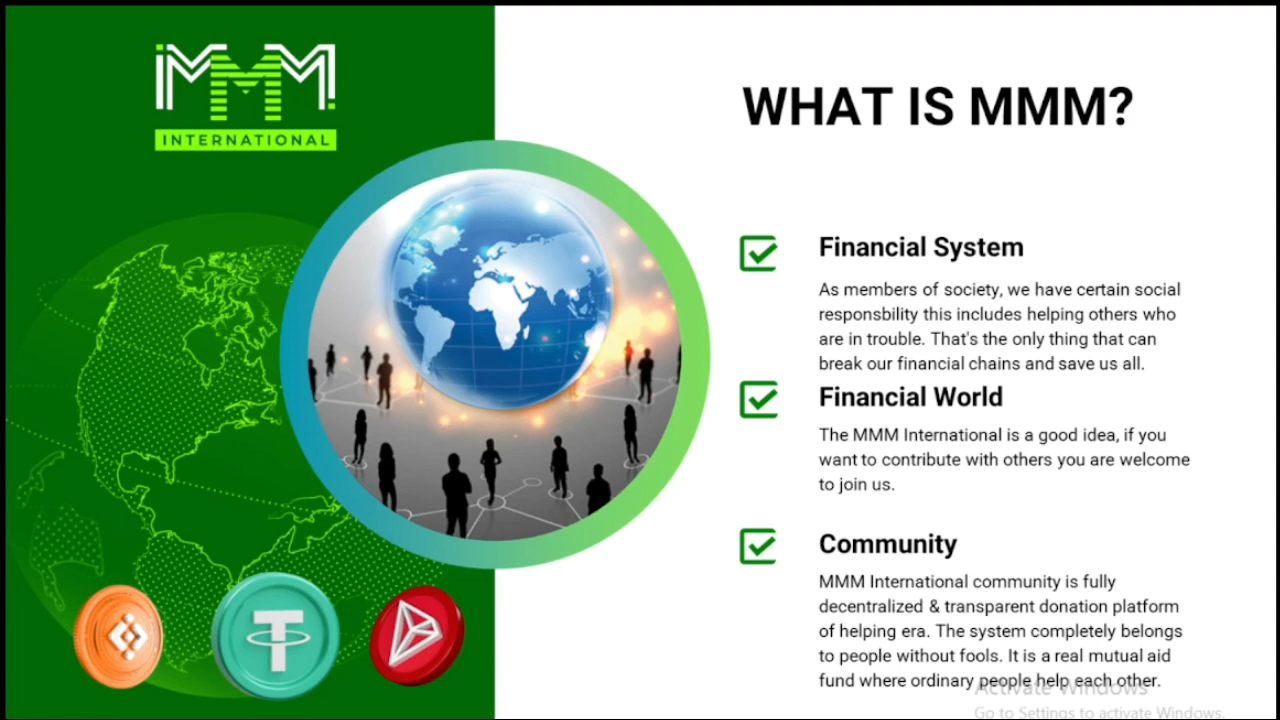 MMM
INTERNATIONAL
WHAT IS MMM?
Financial System
As members of society, we have certain social
responsbility this includes helping others who
are in trouble. That's the only thing that can
break our financial chains and save us all.
Financial World
The MMM International is a good idea, if you
want to contribute with others you are welcome
to join us.
Community
MMM International community is fully
decentralized & transparent donation platform
of helping era. The system completely belongs
to people without fools. It is a real mutual aid
fund where ordinary people help each other.
Activate Windows
Go to Settings to activate Windows.